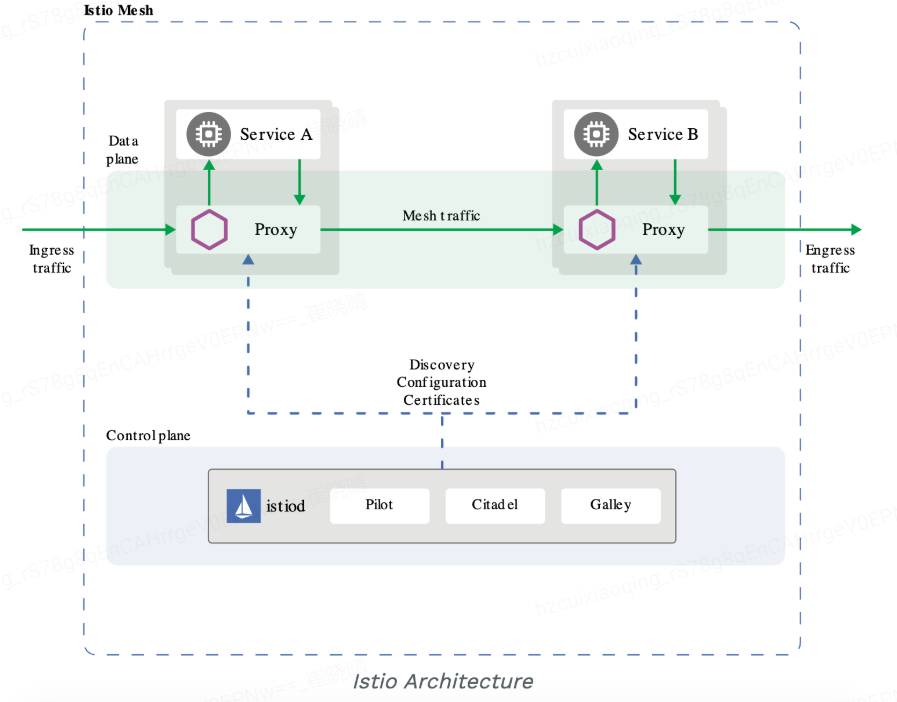 Istio Mesh
Data
plane
Service A
Service B
Proxy
Mesh traffic
Proxy
Ingress
traffic
Engress
traffic
Discovery
Configuration
Certificates
Control plane
istiod
Pilot
Citadel
Galley
Istio Architecture